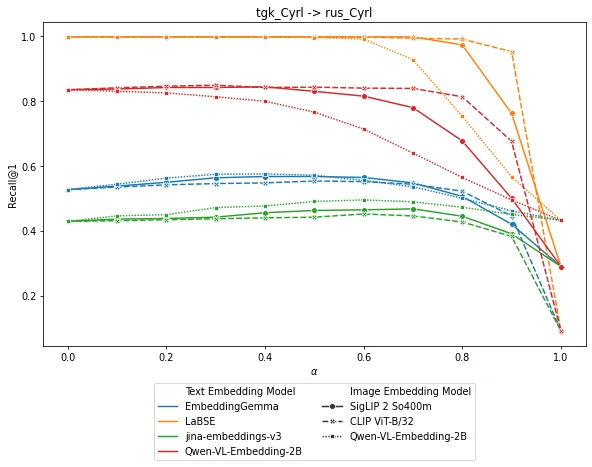 tgk_Cyrl -> rus_Cyrl
Recall@1
1.0
0.8
0.6
0.4
0.2
0.0 0.2 0.4 0.6 0.8 1.0
α
Text Embedding Model
EmbeddingGemma
LaBSE
jina-embeddings-v3
Qwen-VL-Embedding-2B
Image Embedding Model
SigLIP 2 So400m
CLIP ViT-B/32
Qwen-VL-Embedding-2B